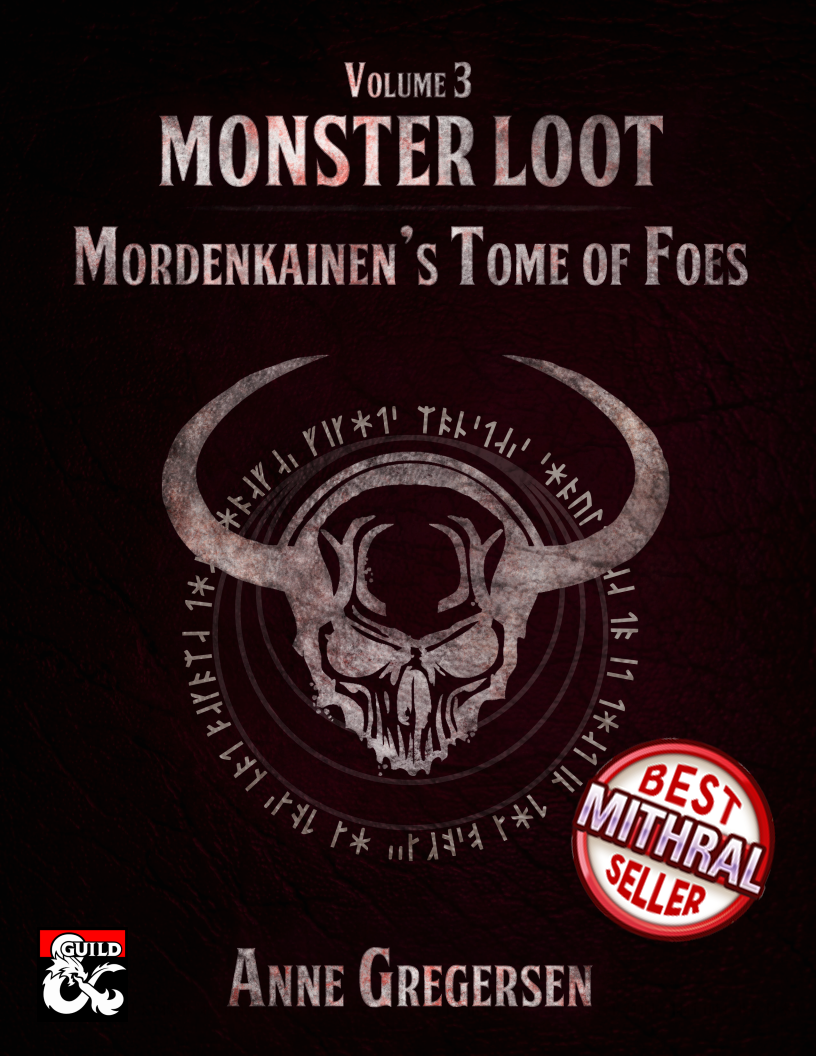 Volume 3
MONSTER LOOT
Mordenkainen's Tome of Foes
BEST
MITHRAL
SELLER
GUILD
Anne Gregersen